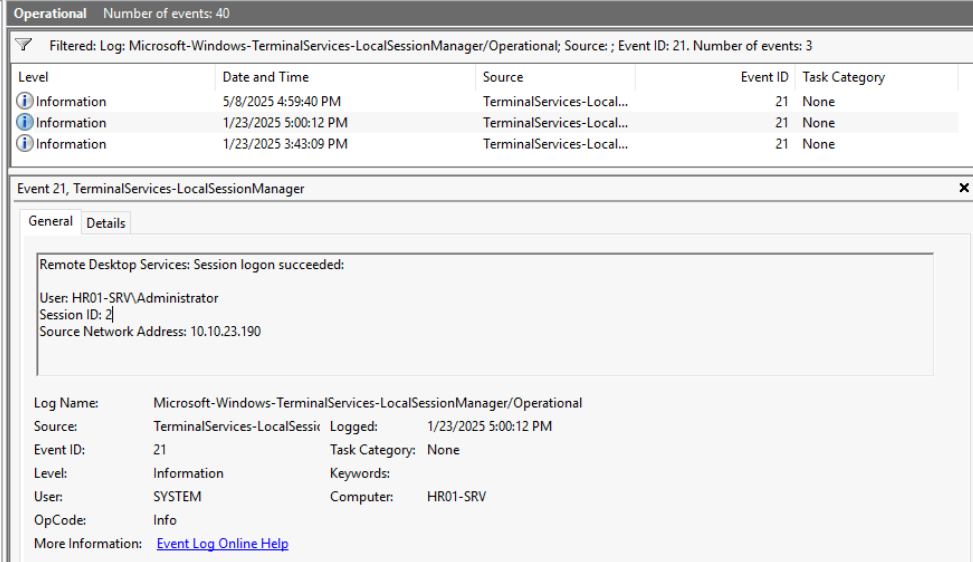 Operational Number of events: 40
Filtered: Log: Microsoft-Windows-TerminalServices-LocalSessionManager/Operational; Source: ; Event ID: 21. Number of events: 3
Level Date and Time Source Event ID Task Category
Information 5/8/2025 4:59:40 PM TerminalServices-Local... 21 None
Information 1/23/2025 5:00:12 PM TerminalServices-Local... 21 None
Information 1/23/2025 3:43:09 PM TerminalServices-Local... 21 None
Event 21, TerminalServices-LocalSessionManager
General Details
Remote Desktop Services: Session logon succeeded:
User: HR01-SRV\Administrator
Session ID: 2
Source Network Address: 10.10.23.190
Log Name: Microsoft-Windows-TerminalServices-LocalSessionManager/Operational
Source: TerminalServices-LocalSessic Logged: 1/23/2025 5:00:12 PM
Event ID: 21 Task Category: None
Level: Information Keywords:
User: SYSTEM Computer: HR01-SRV
OpCode: Info
More Information: Event Log Online Help